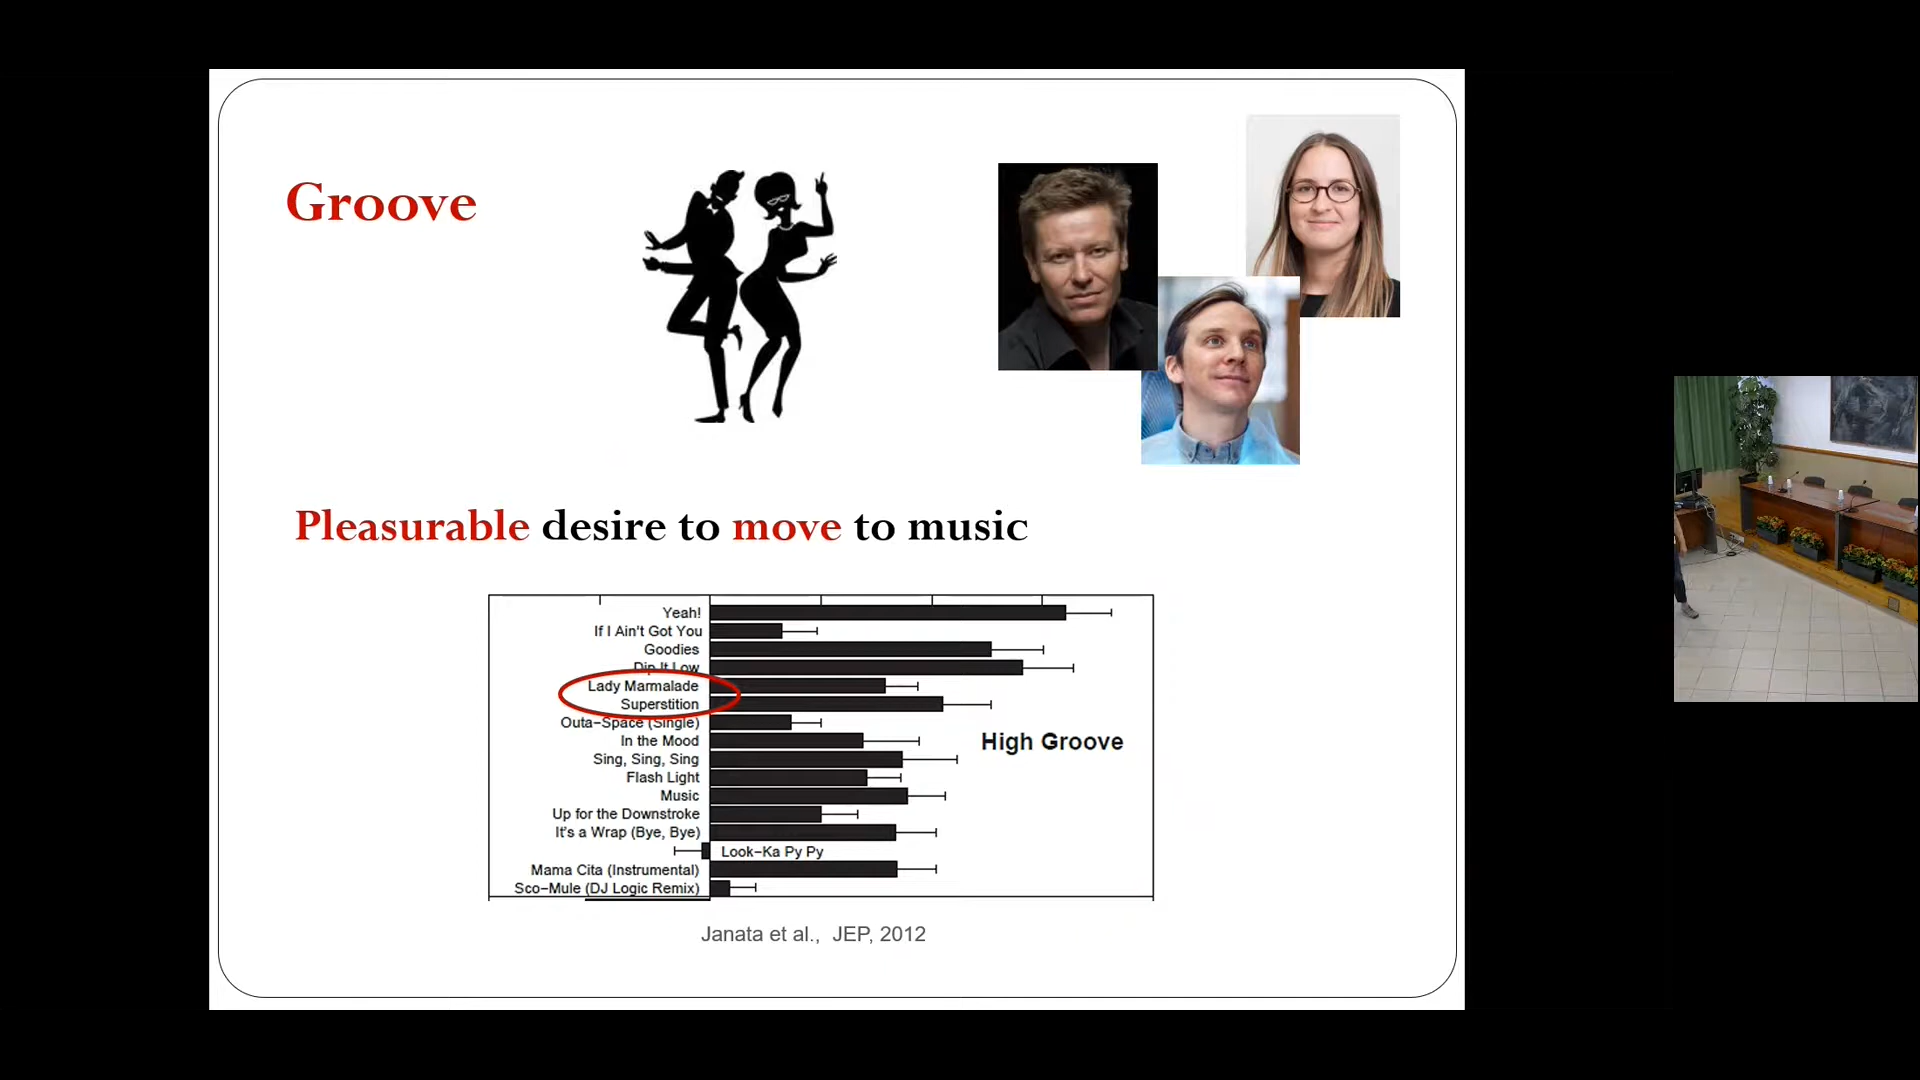 Groove
Pleasurable desire to move to music
Yeah!
If I Ain't Got You
Goodies
Dip It Low
Lady Marmalade
Superstition
Outa-Space (Single)
In the Mood
High Groove
Sing, Sing, Sing
Flash Light
Music
Up for the Downstroke
It's a Wrap (Bye, Bye)
Look-Ka Py Py
Mama Cita (Instrumental)
Sco-Mule (DJ Logic Remix)
Janata et al., JEP, 2012